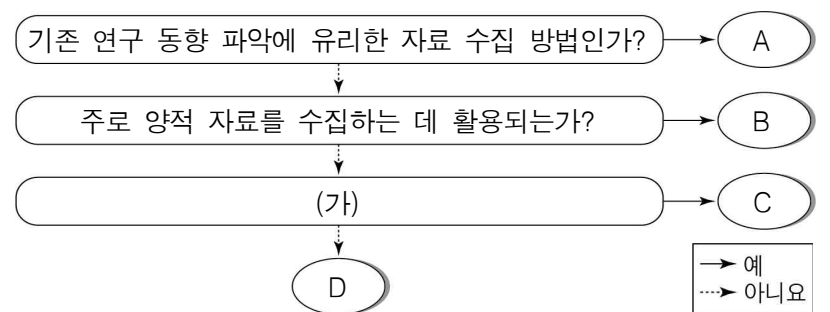 기존 연구 동향 파악에 유리한 자료 수집 방법인가? A
주로 양적 자료를 수집하는 데 활용되는가? B
(가) C
D
예
아니요